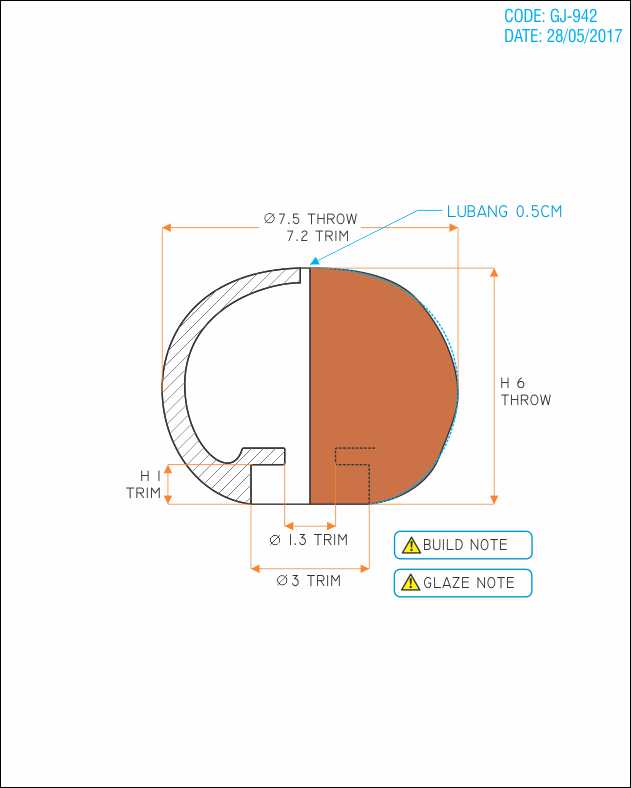 CODE: GJ-942
DATE: 28/05/2017
LUBANG 0.5CM
Ø7.5 THROW
7.2 TRIM
H 6
THROW
H 1
TRIM
Ø 1.3 TRIM
Ø3 TRIM
BUILD NOTE
GLAZE NOTE